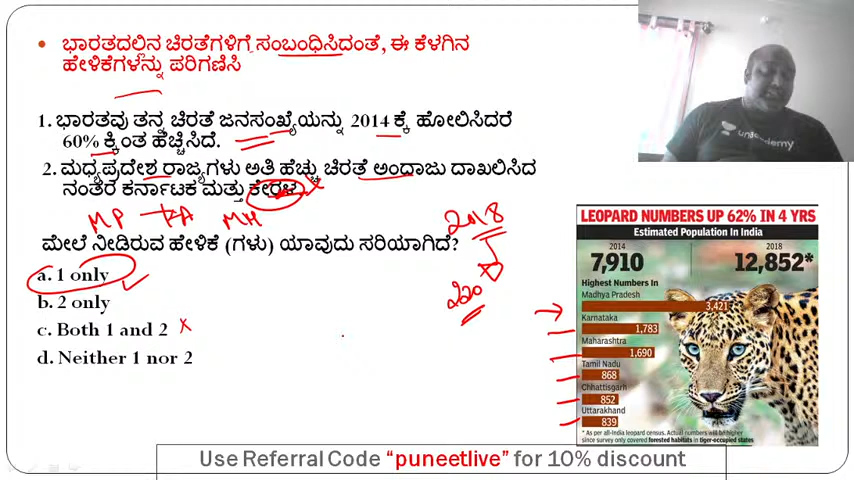 ಭಾರತದಲ್ಲಿನ ಚಿರತೆಗಳಿಗೆ ಸಂಬಂಧಿಸಿದಂತೆ, ಈ ಕೆಳಗಿನ
ಹೇಳಿಕೆಗಳನ್ನು ಪರಿಗಣಿಸಿ
1. ಭಾರತವು ತನ್ನ ಚಿರತೆ ಜನಸಂಖ್ಯೆಯನ್ನು 2014 ಕ್ಕೆ ಹೋಲಿಸಿದರೆ
60% ಕ್ಕಿಂತ ಹೆಚ್ಚಿಸಿದೆ.
2. ಮಧ್ಯಪ್ರದೇಶ ರಾಜ್ಯಗಳು ಅತಿ ಹೆಚ್ಚು ಚಿರತೆ ಅಂದಾಜು ದಾಖಲಿಸಿದ
ನಂತರ ಕರ್ನಾಟಕ ಮತ್ತು ಕೇರಳ
MP KA MH
2018
ಮೇಲೆ ನೀಡಿರುವ ಹೇಳಿಕೆ (ಗಳು) ಯಾವುದು ಸರಿಯಾಗಿದೆ?
a. 1 only
b. 2 only
c. Both 1 and 2
d. Neither 1 nor 2
unacademy
LEOPARD NUMBERS UP 62% IN 4 YRS
Estimated Population In India
2014 2018
7,910 12,852*
Highest Numbers In
Madhya Pradesh
3,421
Karnataka
1,783
Maharashtra
1,690
Tamil Nadu
868
Chhattisgarh
852
Uttarakhand
839
* As per all-India leopard census. Actual numbers will be higher
since survey only covered forested habitats in tiger-occupied states
Use Referral Code “puneetlive” for 10% discount